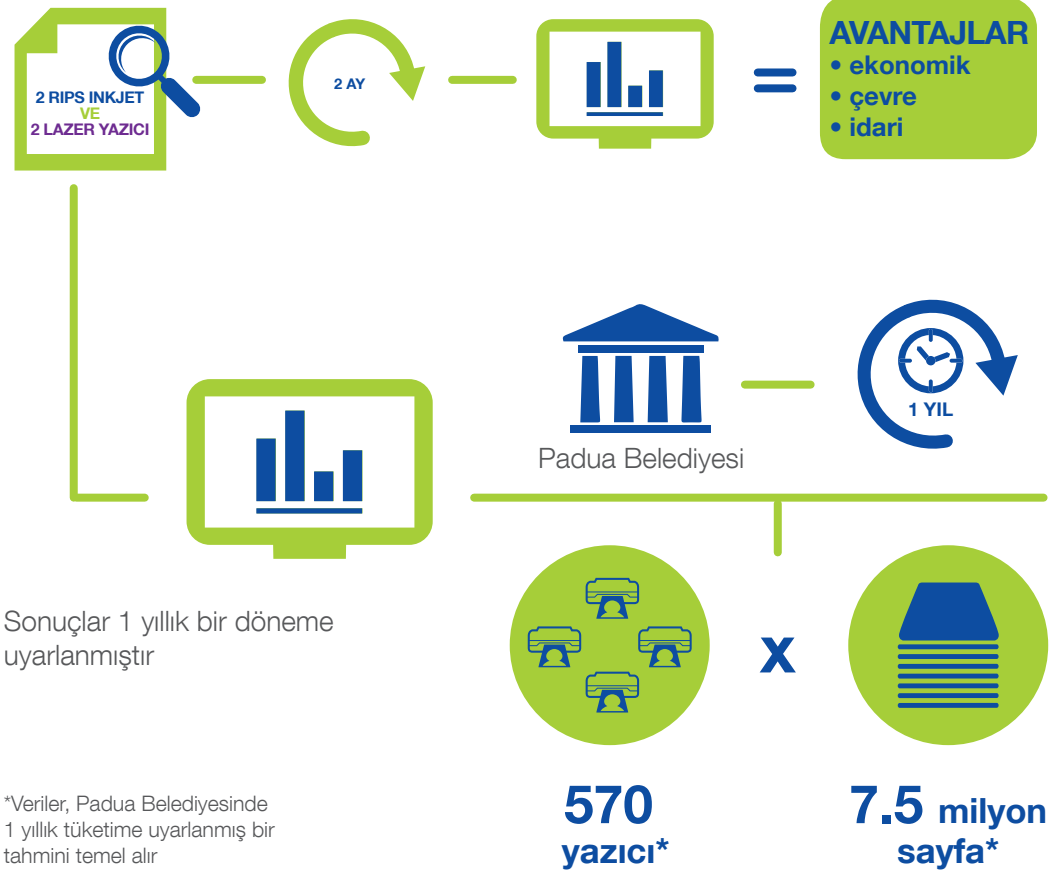 2 RIPS INKJET
VE
2 LAZER YAZICI
2 AY
AVANTAJLAR
• ekonomik
• çevre
• idari
=
Padua Belediyesi
1 YIL
Sonuçlar 1 yıllık bir döneme
uyarlanmıştır
x
570
yazıcı*
7.5 milyon
sayfa*
*Veriler, Padua Belediyesinde
1 yıllık tüketime uyarlanmış bir
tahmini temel alır